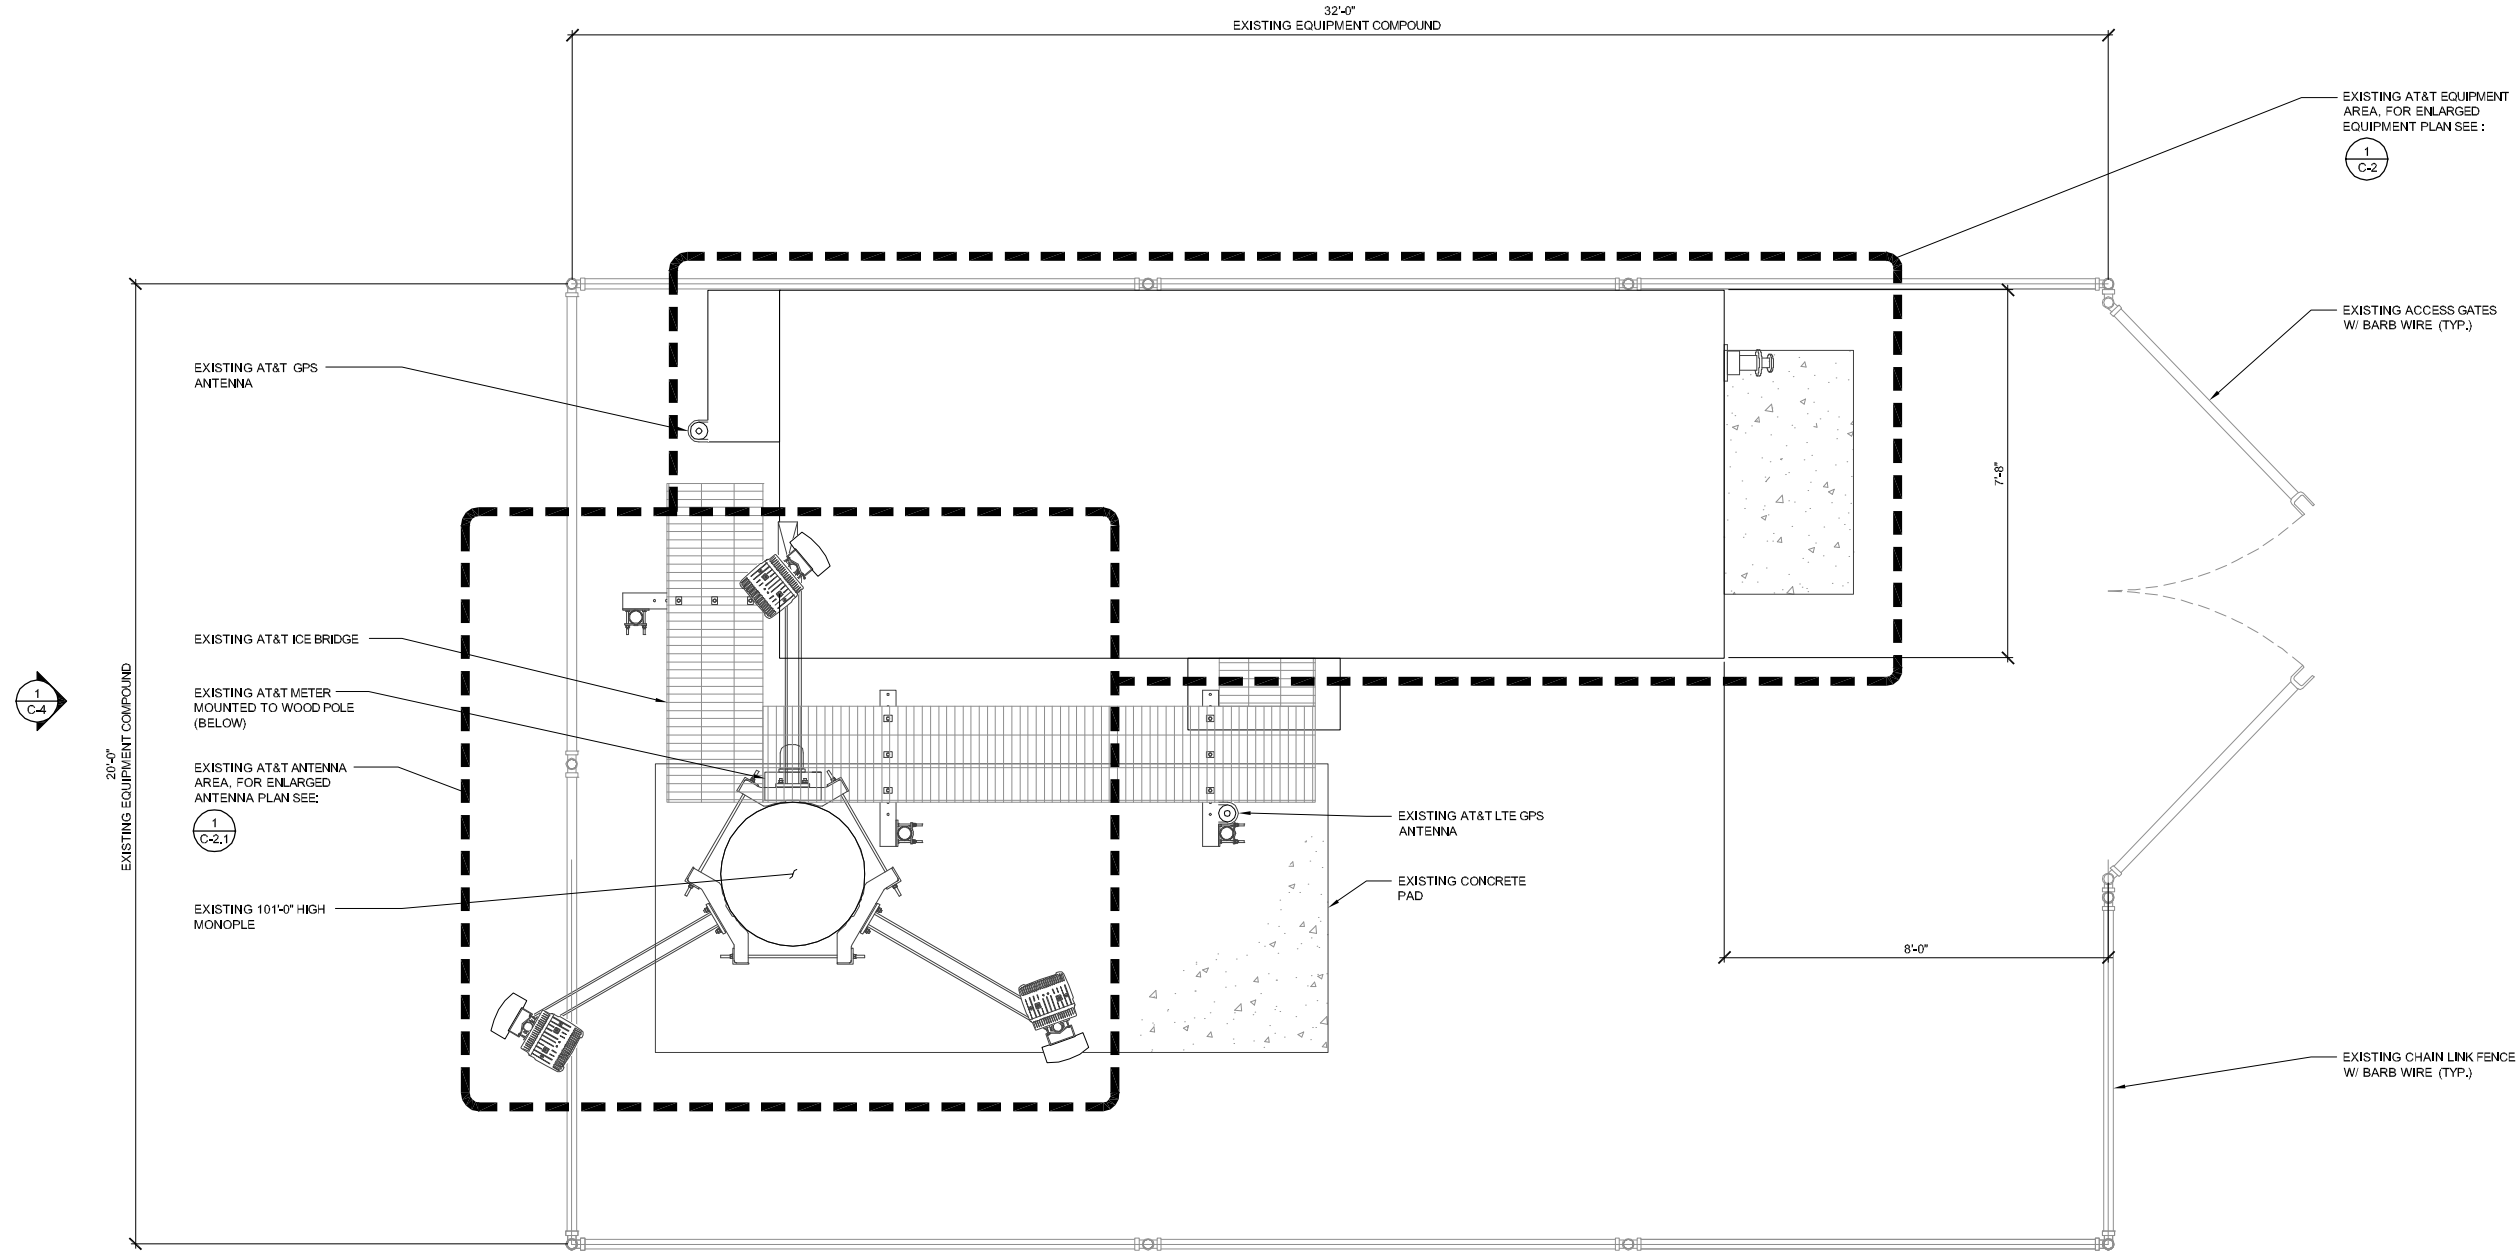 32'-0"
EXISTING EQUIPMENT COMPOUND
EXISTING AT&T EQUIPMENT
AREA, FOR ENLARGED
EQUIPMENT PLAN SEE :
1
C-2
EXISTING ACCESS GATES
W/ BARB WIRE (TYP.)
EXISTING AT&T GPS
ANTENNA
7'-8"
EXISTING AT&T ICE BRIDGE
EXISTING AT&T METER
MOUNTED TO WOOD POLE
(BELOW)
1
C-4
20'-0"
EXISTING EQUIPMENT COMPOUND
EXISTING AT&T ANTENNA
AREA, FOR ENLARGED
ANTENNA PLAN SEE:
1
C-2.1
EXISTING AT&T LTE GPS
ANTENNA
EXISTING CONCRETE
PAD
EXISTING 101'-0" HIGH
MONOPLE
8'-0"
EXISTING CHAIN LINK FENCE
W/ BARB WIRE (TYP.)